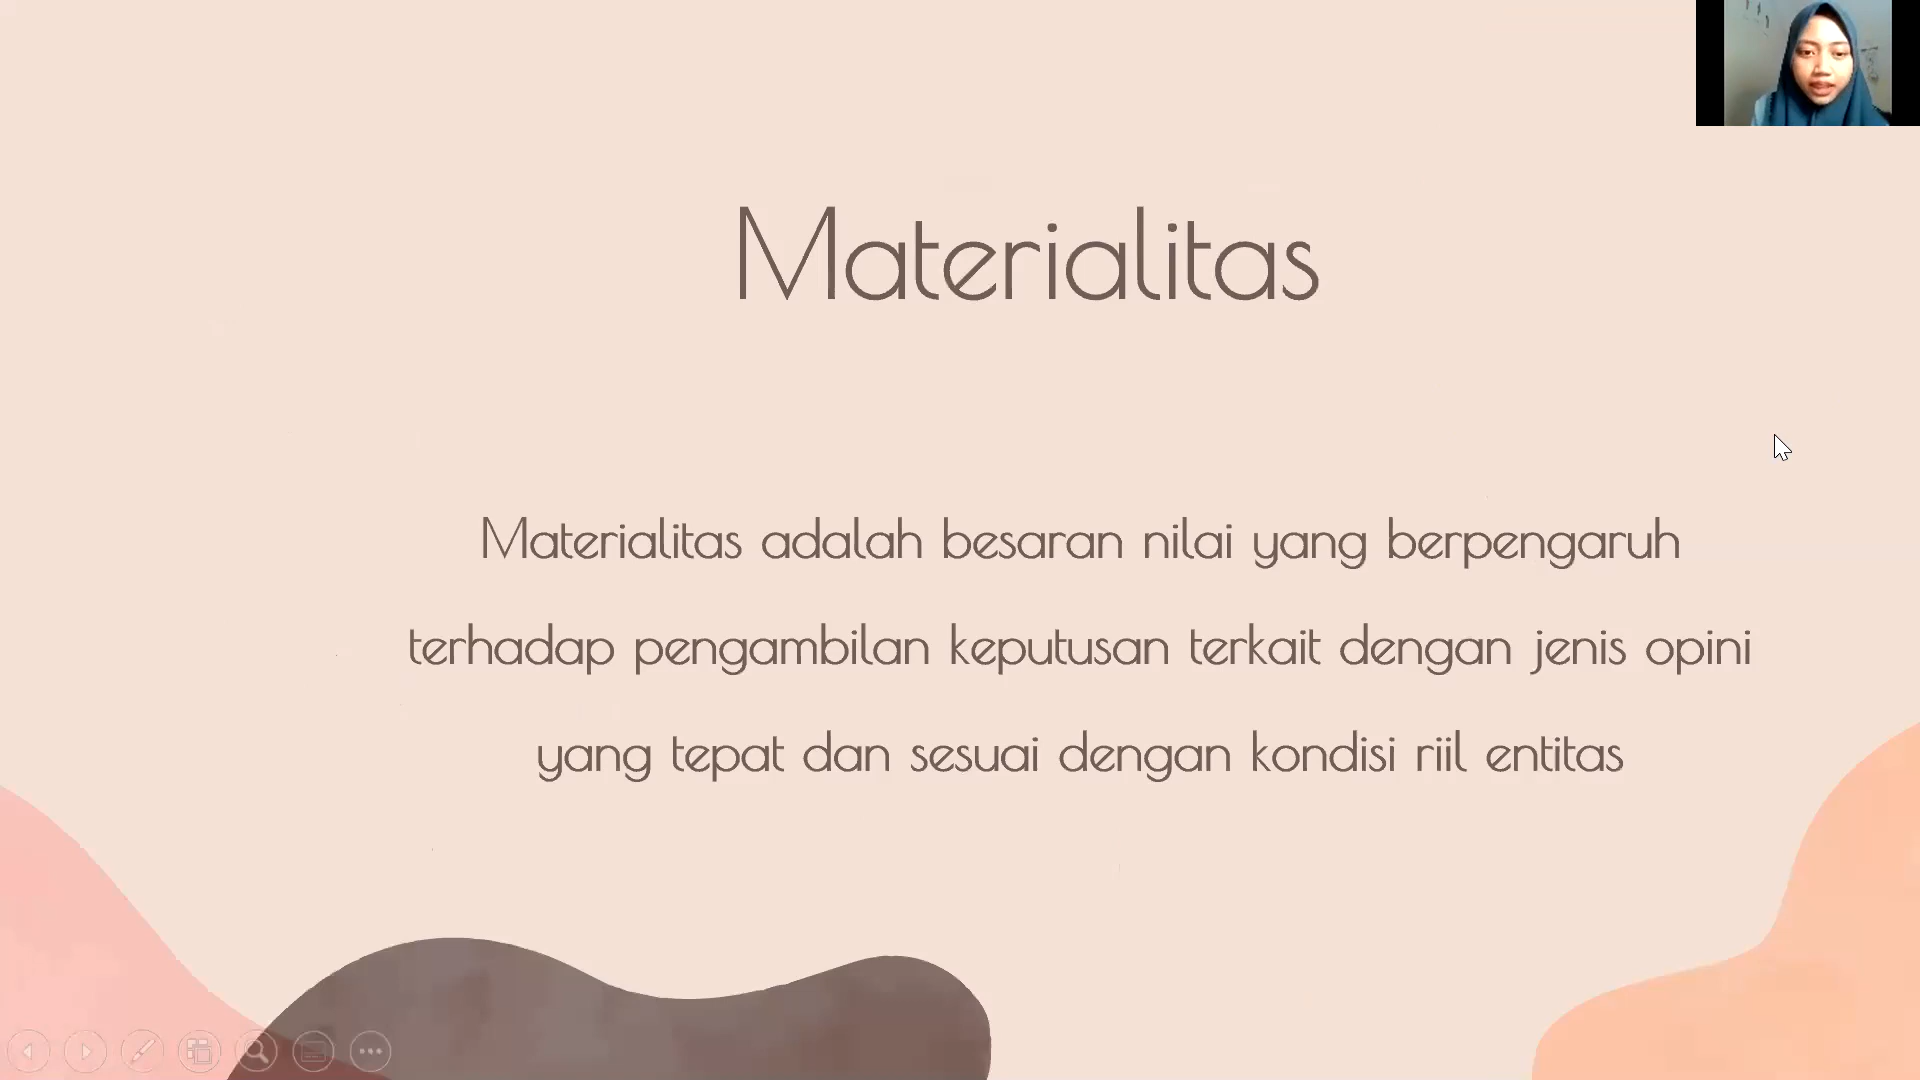 Materialitas
Materialitas adalah besaran nilai yang berpengaruh
terhadap pengambilan keputusan terkait dengan jenis opini
yang tepat dan sesuai dengan kondisi riil entitas